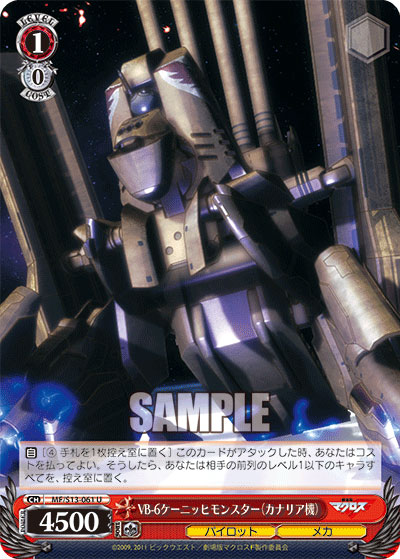 LEVEL
1
0
COST
SAMPLE
自[④ 手札を1枚控え室に置く]このカードがアタックした時、あなたはコス
トを払ってよい。そうしたら、あなたは相手の前列のレベル1以下のキャラす
べてを、控え室に置く。
CH MF/S13-061 U
POWER
4500
VB-6ケーニッヒモンスター(カナリア機)
マクロス
パイロット
メカ
©2009, 2011 ビックウエスト/劇場版マクロスF製作委員会